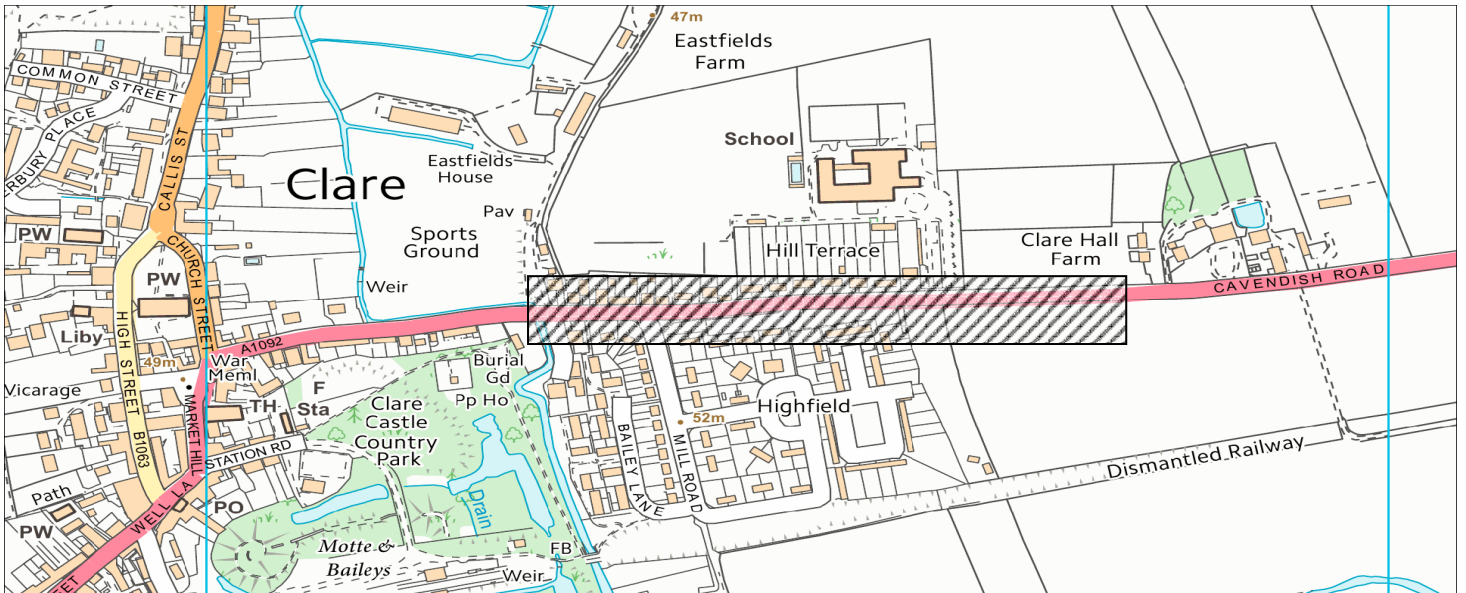 47m
Eastfields
Farm
COMMON STREET
ERBURY PLACE
CALLIS ST
School
Eastfields
House
Clare
Pav
Sports
Ground
Hill Terrace
Clare Hall
Farm
PW
PW
CHURCH STREET
Weir
CAVENDISH ROAD
Liby
HIGH STREET
A1092
49m
War
Meml
Vicarage
Burial
Gd
Pp Ho
F
Sta
TH
Clare
Castle
Country
Park
MARKET HILL
Highfield
52m
BAILEY LANE
MILL ROAD
B1063
STATION RD
Dismantled Railway
Path
WELL LA
PO
Drain
PW
Motte &
Baileys
FB
Weir
EET